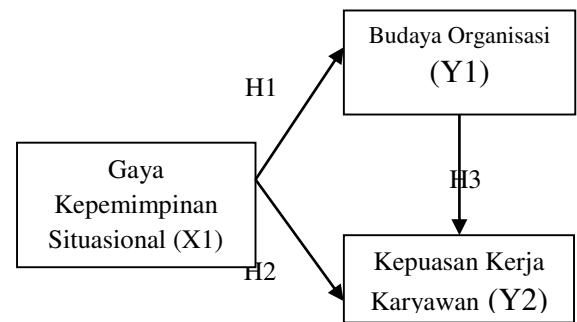 Budaya Organisasi
(Y1)
H1
Gaya
Kepemimpinan
Situasional (X1)
H3
H2
Kepuasan Kerja
Karyawan (Y2)